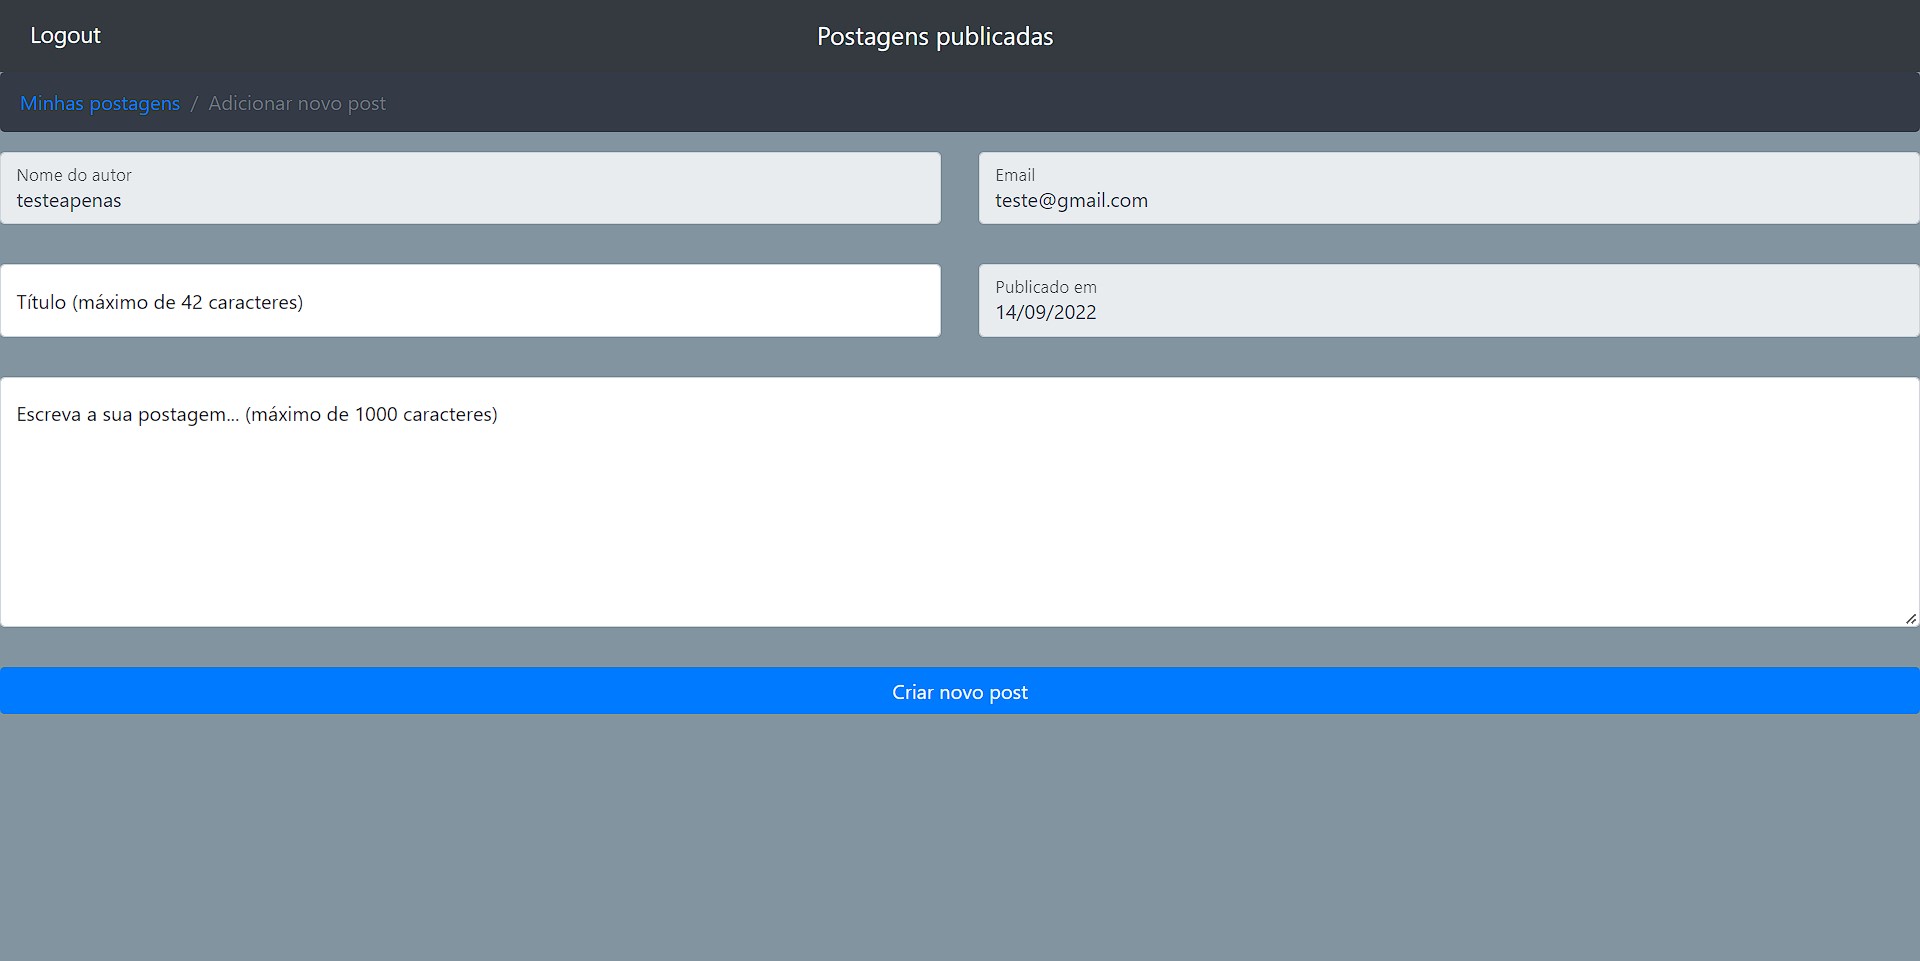 Logout
Postagens publicadas
Minhas postagens / Adicionar novo post
Nome do autor
testeapenas
Email
teste@gmail.com
Título (máximo de 42 caracteres)
Publicado em
14/09/2022
Escreva a sua postagem... (máximo de 1000 caracteres)
Criar novo post